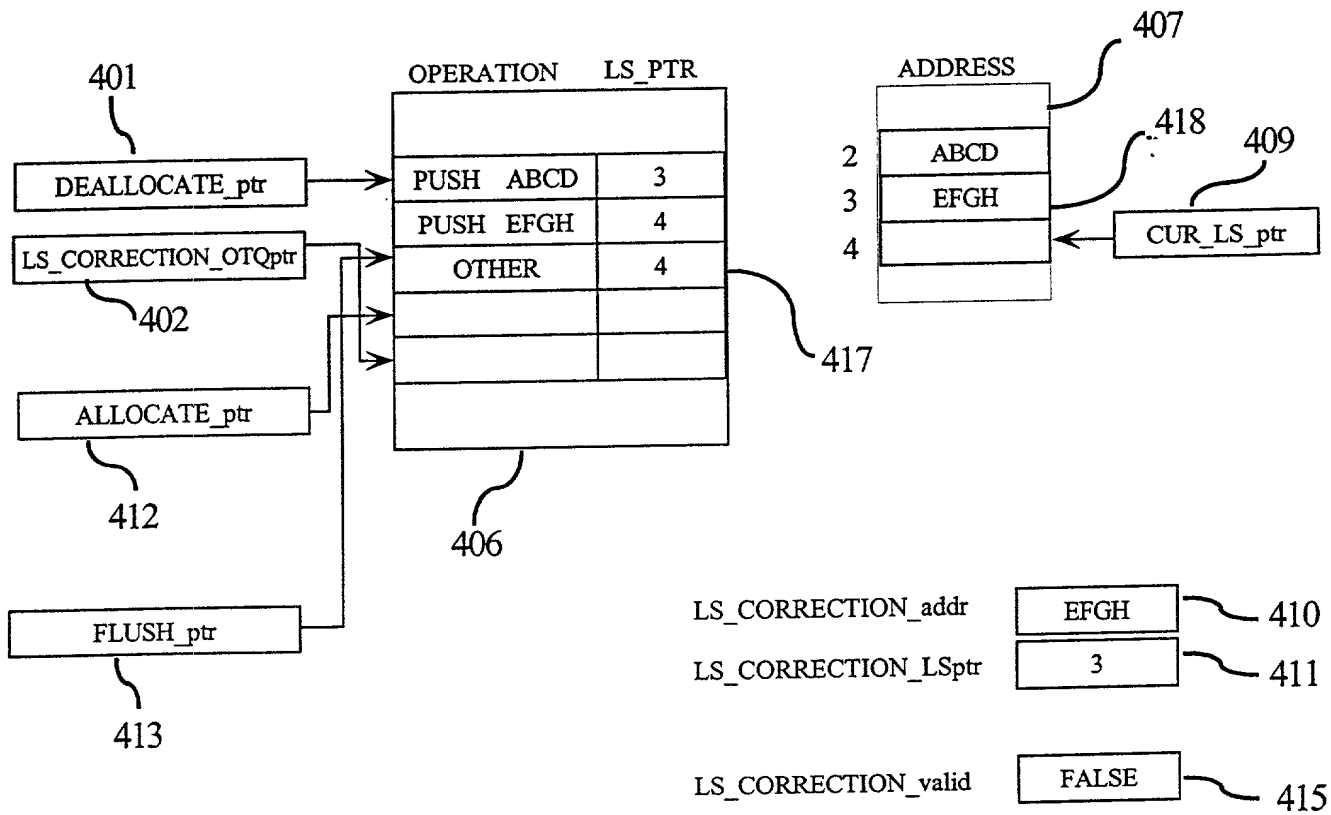 407
401
OPERATION LS_PTR
ADDRESS
418
409
2 ABCD
DEALLOCATE_ptr
PUSH ABCD 3
3 EFGH
PUSH EFGH 4
LS_CORRECTION_OTQptr
4
CUR_LS_ptr
OTHER 4
402
417
ALLOCATE_ptr
412
406
LS_CORRECTION_addr EFGH 410
FLUSH_ptr
LS_CORRECTION_LSptr 3 411
413
LS_CORRECTION_valid FALSE 415